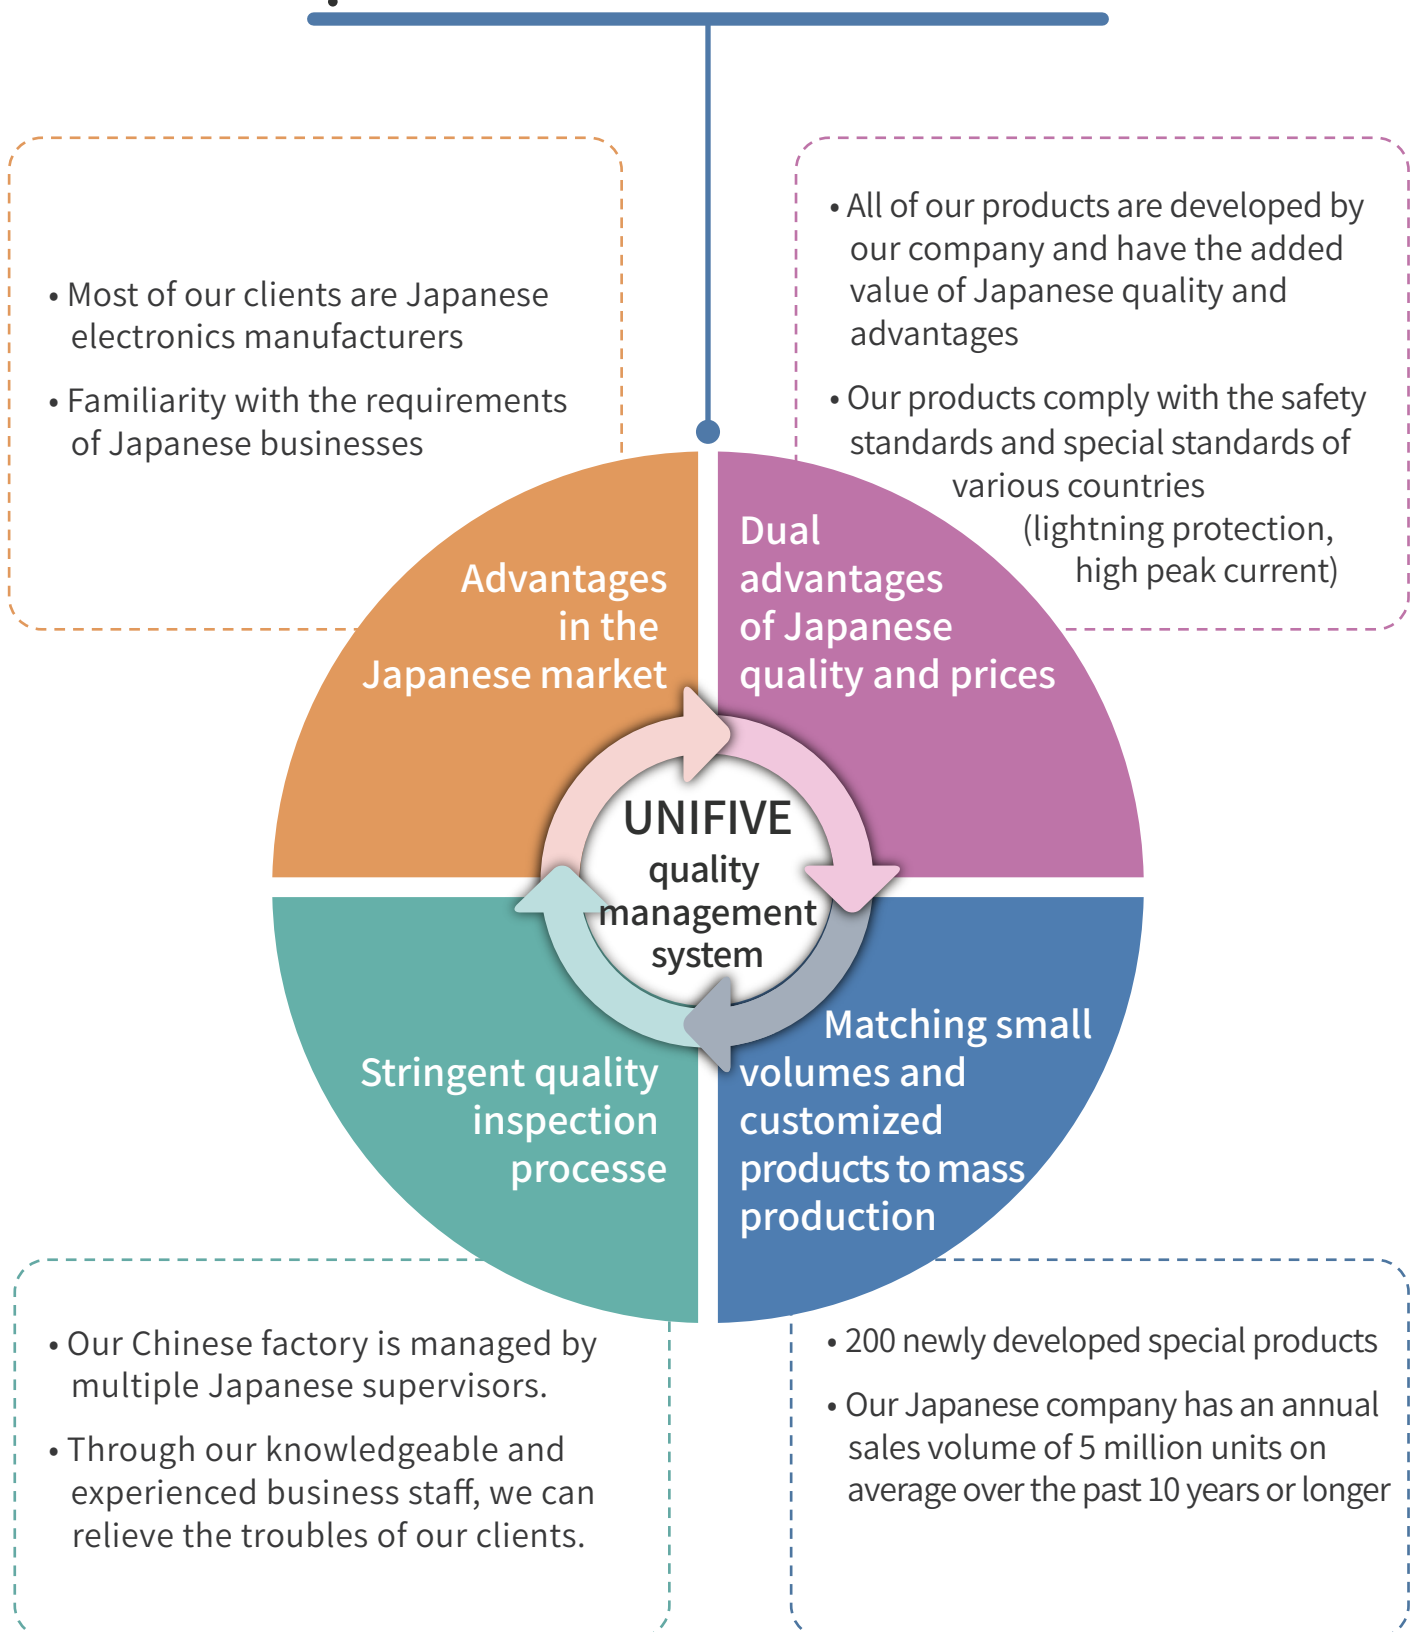 • Most of our clients are Japanese
electronics manufacturers
• Familiarity with the requirements
of Japanese businesses
• All of our products are developed by
our company and have the added
value of Japanese quality and
advantages
• Our products comply with the safety
standards and special standards of
various countries
(lightning protection,
high peak current)
Advantages
in the
Japanese market
Dual
advantages
of Japanese
quality and prices
UNIFIVE
quality
management
system
Stringent quality
inspection
processe
Matching small
volumes and
customized
products to mass
production
• Our Chinese factory is managed by
multiple Japanese supervisors.
• Through our knowledgeable and
experienced business staff, we can
relieve the troubles of our clients.
• 200 newly developed special products
• Our Japanese company has an annual
sales volume of 5 million units on
average over the past 10 years or longer